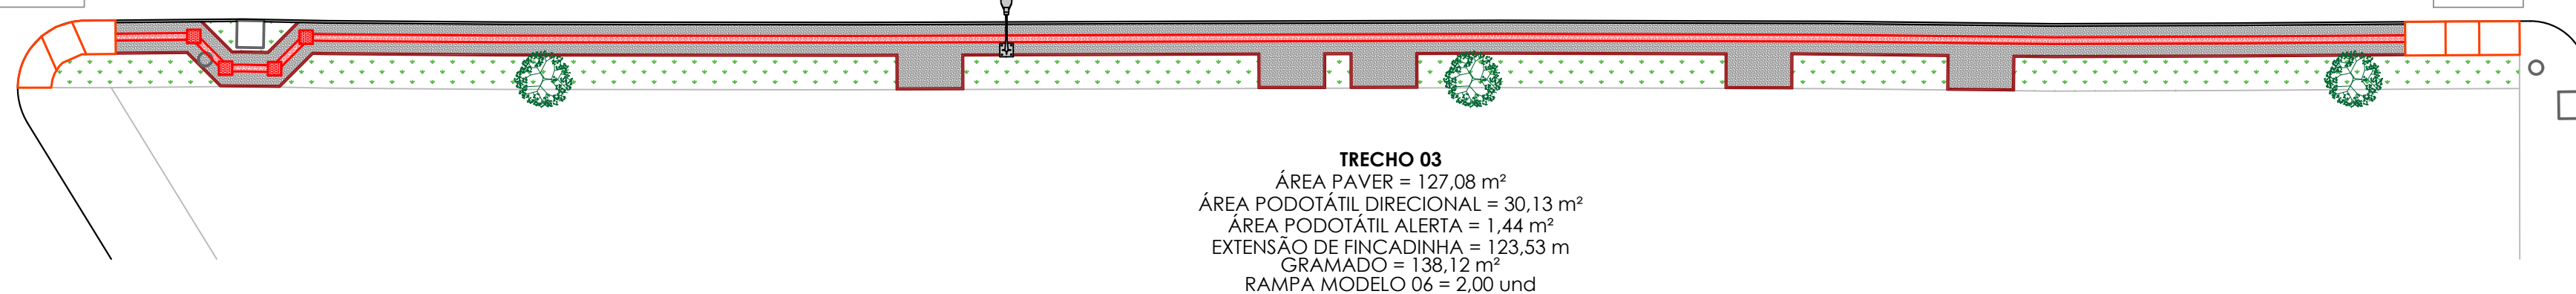 TRECHO 03
ÁREA PAVER = 127,08 m²
ÁREA PODOTÁTIL DIRECIONAL = 30,13 m²
ÁREA PODOTÁTIL ALERTA = 1,44 m²
EXTENSÃO DE FINCADINHA = 123,53 m
GRAMADO = 138,12 m²
RAMPA MODELO 06 = 2,00 und